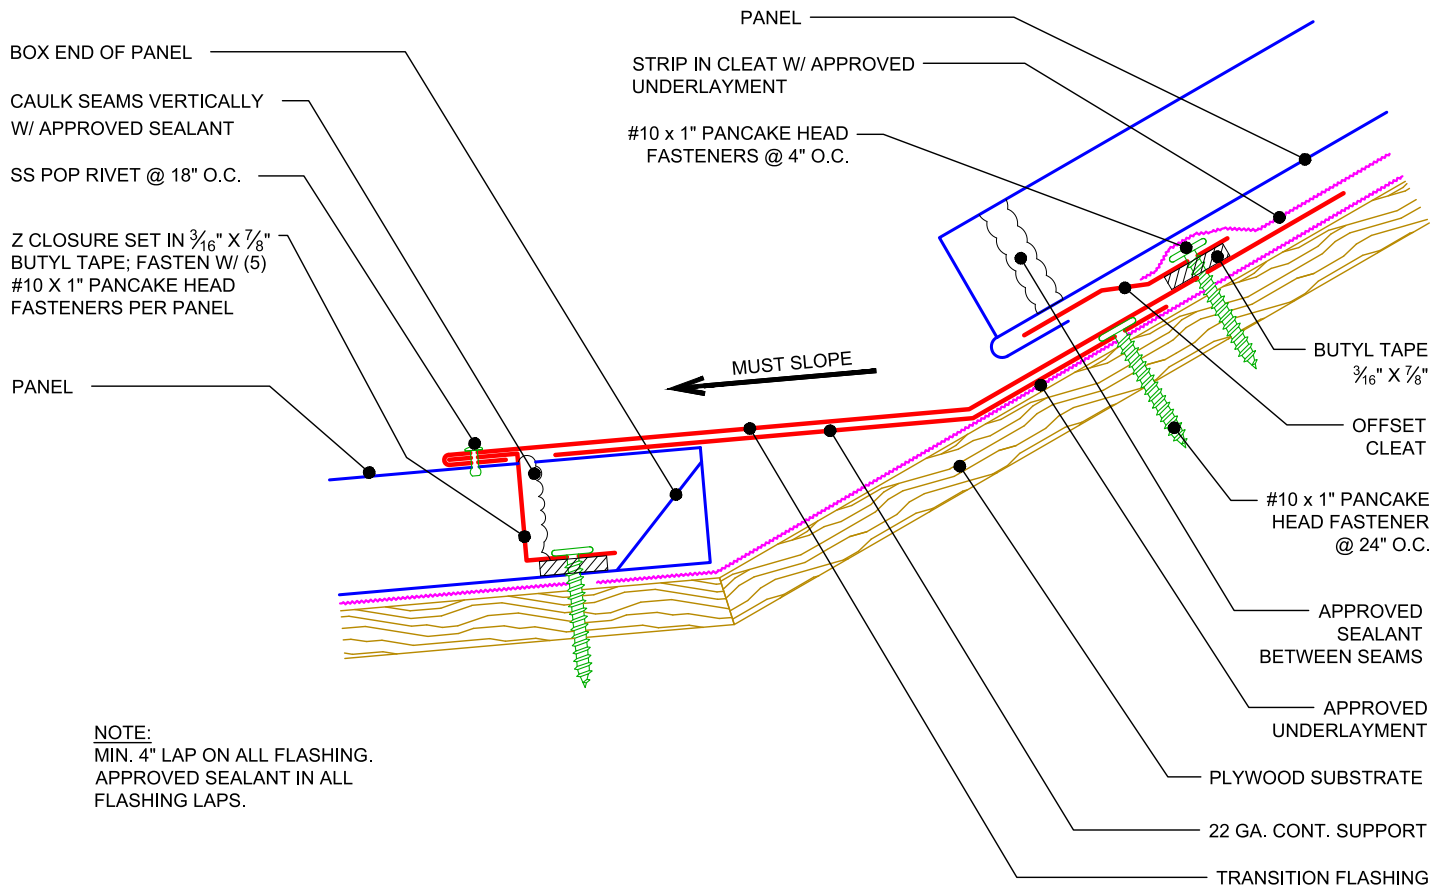 BOX END OF PANEL
CAULK SEAMS VERTICALLY
W/ APPROVED SEALANT
SS POP RIVET @ 18" O.C.
Z CLOSURE SET IN 3/16" X 7/8"
BUTYL TAPE; FASTEN W/ (5)
#10 X 1" PANCAKE HEAD
FASTENERS PER PANEL
PANEL
PANEL
STRIP IN CLEAT W/ APPROVED
UNDERLAYMENT
#10 x 1" PANCAKE HEAD
FASTENERS @ 4" O.C.
MUST SLOPE
BUTYL TAPE
3/16" X 7/8"
OFFSET
CLEAT
#10 x 1" PANCAKE
HEAD FASTENER
@ 24" O.C.
APPROVED
SEALANT
BETWEEN SEAMS
APPROVED
UNDERLAYMENT
PLYWOOD SUBSTRATE
22 GA. CONT. SUPPORT
TRANSITION FLASHING
NOTE:
MIN. 4" LAP ON ALL FLASHING.
APPROVED SEALANT IN ALL
FLASHING LAPS.